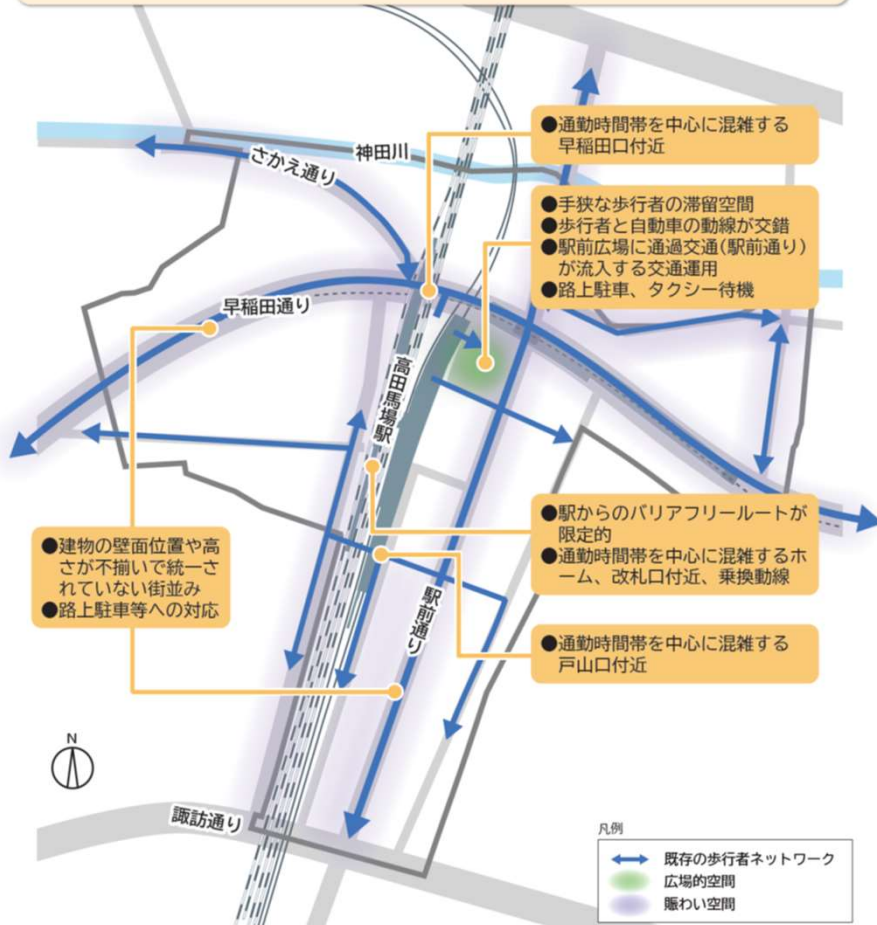 ●通勤時間帯を中心に混雑する
早稲田口付近
神田川
さかえ通り
●手狭な歩行者の滞留空間
●歩行者と自動車の動線が交錯
●駅前広場に通過交通(駅前通り)
が流入する交通運用
●路上駐車、タクシー待機
早稲田通り
高田馬場駅
●駅からのバリアフリールートが
限定的
●通勤時間帯を中心に混雑するホ
ーム、改札口付近、乗換動線
●建物の壁面位置や高
さが不揃いで統一さ
れていない街並み
●路上駐車等への対応
駅前通り
●通勤時間帯を中心に混雑する
戸山口付近
N
諏訪通り
凡例
既存の歩行者ネットワーク
広場的空間
賑わい空間